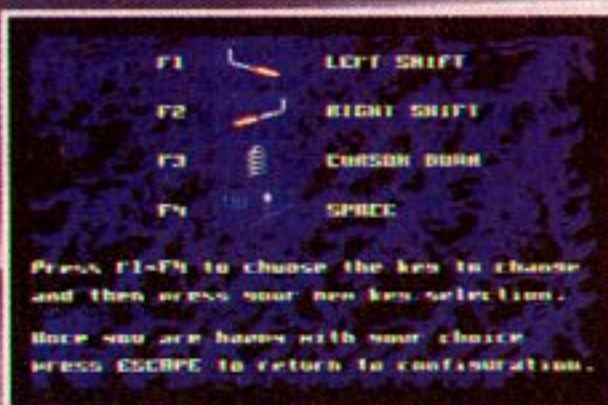 F1 LEFT SHIFT
F2 RIGHT SHIFT
F3 CURSOR DOWN
F4 SPACE
Press F1-F4 to choose the key to change
and then press your new key selection.
Once you are happy with your choice
press ESCAPE to return to configuration.